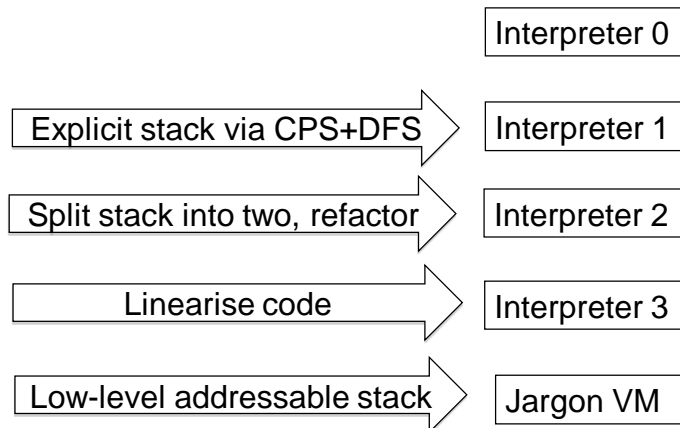 Interpreter 0
Explicit stack via CPS+DFS
Interpreter 1
Split stack into two, refactor
Interpreter 2
Linearise code
Interpreter 3
Low-level addressable stack
Jargon VM